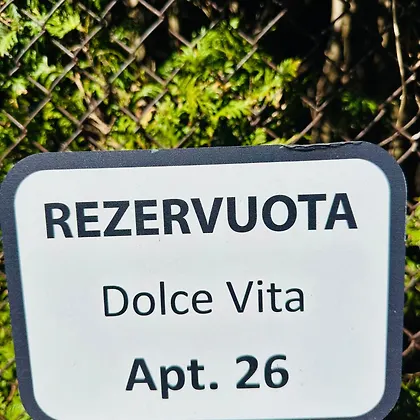 REZERVUOTA
Dolce Vita
Apt. 26